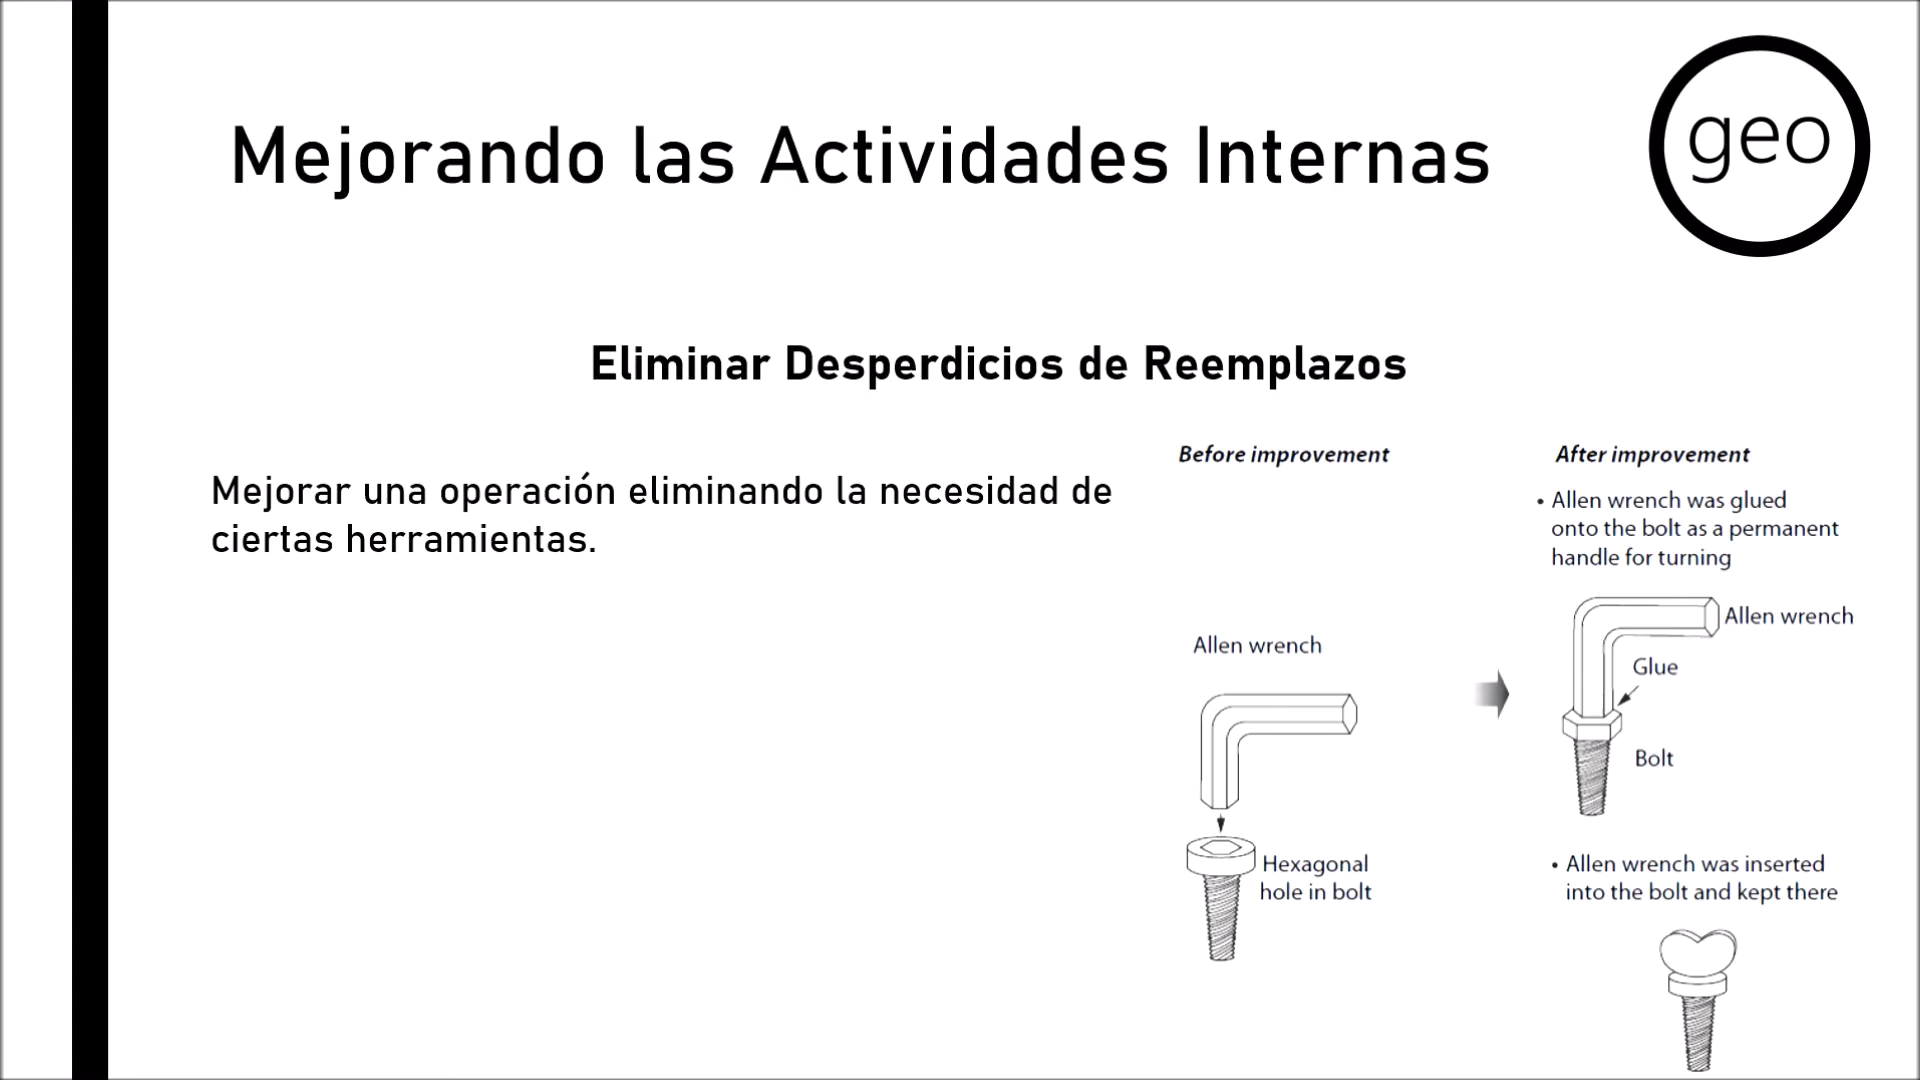 Mejorando las Actividades Internas
geo
Eliminar Desperdicios de Reemplazos
Mejorar una operación eliminando la necesidad de
ciertas herramientas.
Before improvement
Allen wrench
Hexagonal
hole in bolt
After improvement
• Allen wrench was glued
onto the bolt as a permanent
handle for turning
Allen wrench
Glue
Bolt
• Allen wrench was inserted
into the bolt and kept there